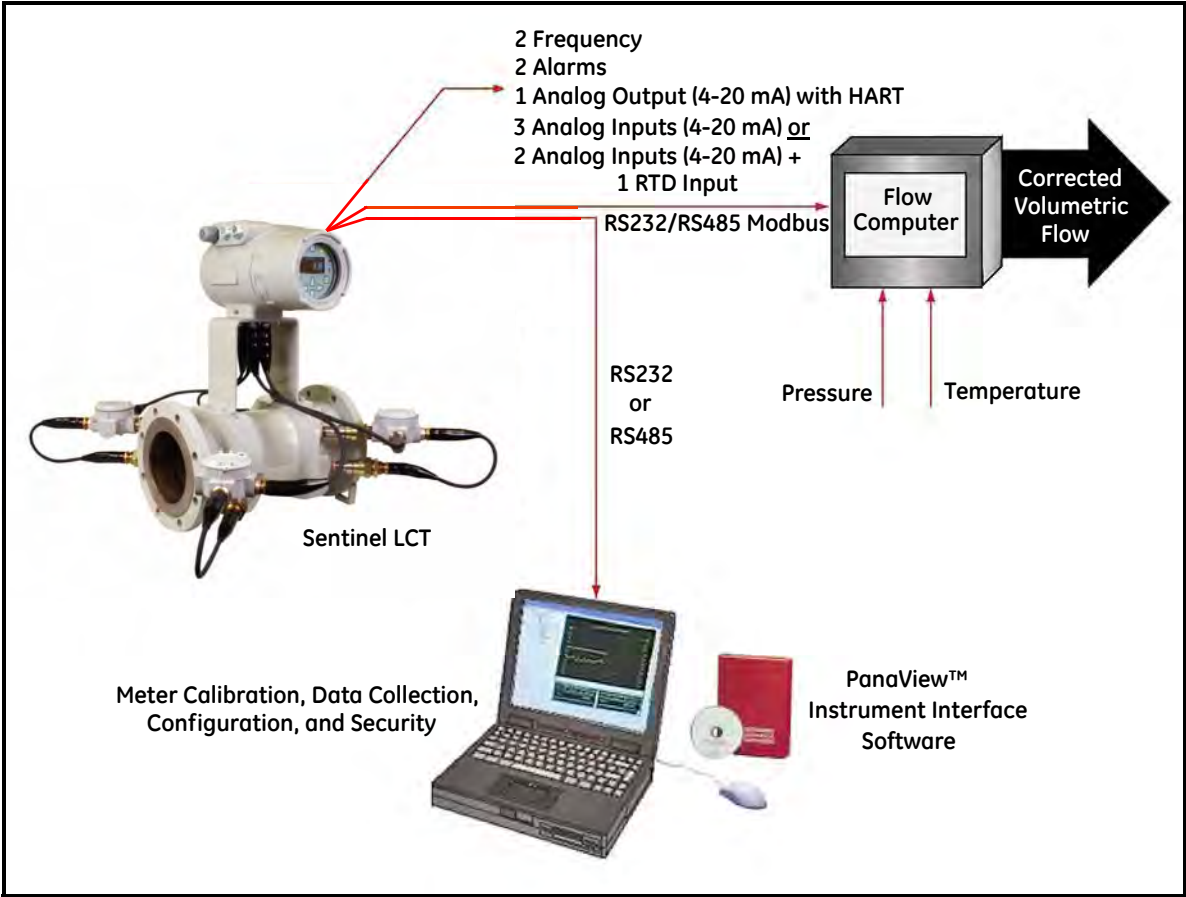 2 Frequency
2 Alarms
1 Analog Output (4-20 mA) with HART
3 Analog Inputs (4-20 mA) or
2 Analog Inputs (4-20 mA) +
1 RTD Input
RS232/RS485 Modbus
Flow
Computer
Corrected
Volumetric
Flow
Pressure
Temperature
RS232
or
RS485
Sentinel LCT
Meter Calibration, Data Collection,
Configuration, and Security
PanaView™
Instrument Interface
Software